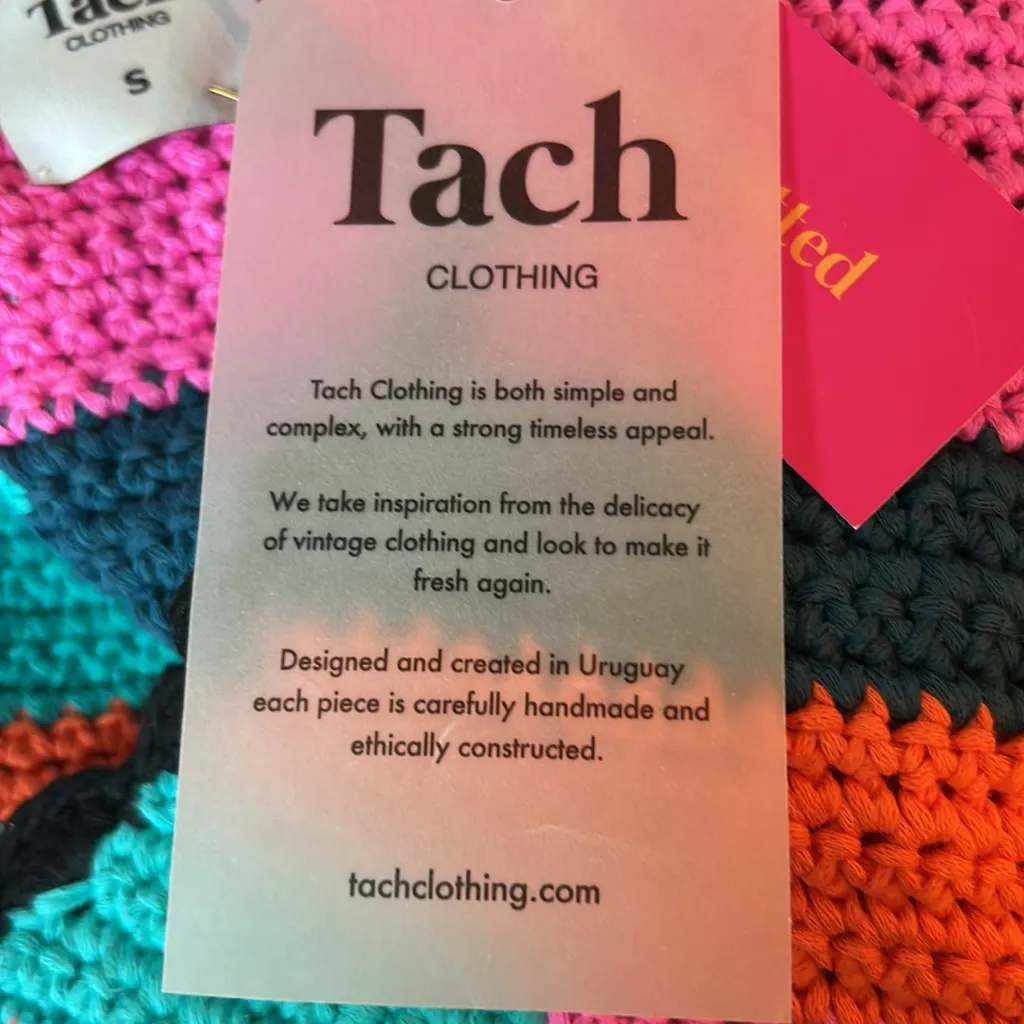 Tach
CLOTHING
S
Tach
CLOTHING
Tach Clothing is both simple and
complex, with a strong timeless appeal.
We take inspiration from the delicacy
of vintage clothing and look to make it
fresh again.
Designed and created in Uruguay
each piece is carefully handmade and
ethically constructed.
tachclothing.com